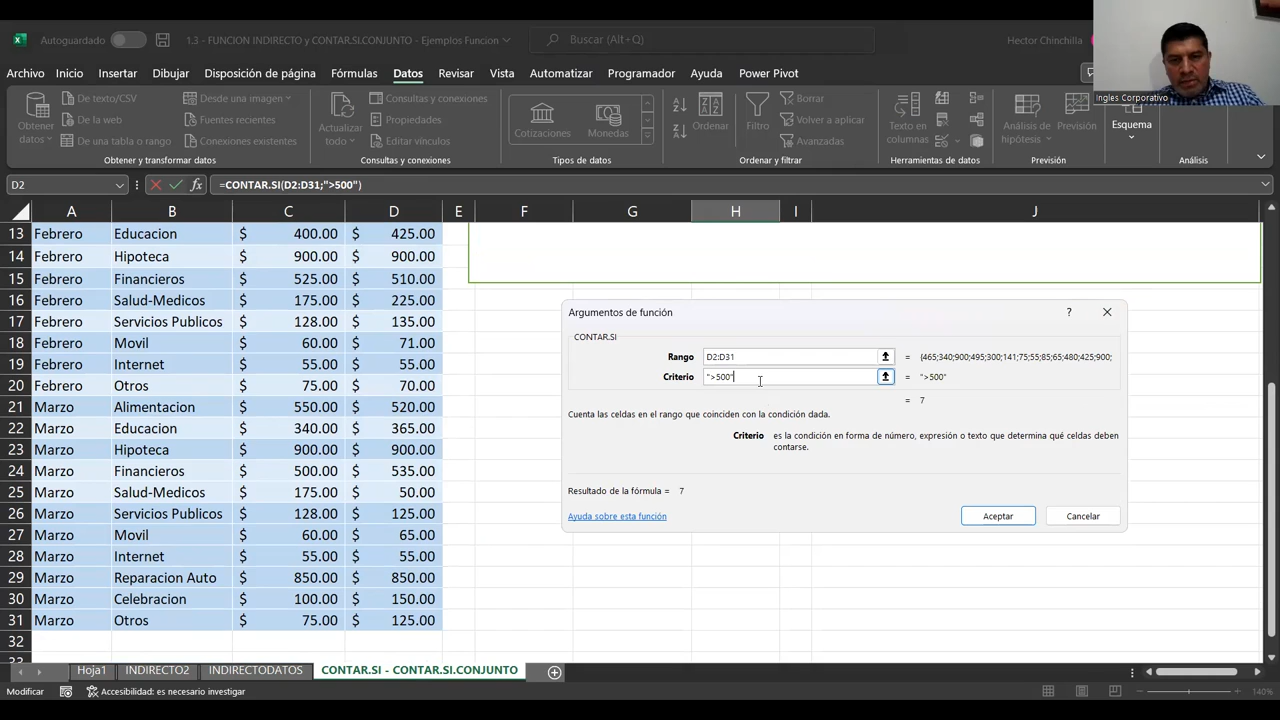 Autoguardado
1.3 - FUNCION INDIRECTO y CONTAR.SI.CONJUNTO - Ejemplos Funcion
Buscar (Alt+Q)
Hector Chinchilla
Archivo Inicio Insertar Dibujar Disposición de página Fórmulas Datos Revisar Vista Automatizar Programador Ayuda Power Pivot
Ingles Corporativo
Obtener datos
De texto/CSV
De la web
De una tabla o rango
Desde una imagen
Fuentes recientes
Conexiones existentes
Obtener y transformar datos
Actualizar todo
Consultas y conexiones
Propiedades
Editar vínculos
Consultas y conexiones
Cotizaciones
Monedas
Tipos de datos
Ordenar
Filtro
Borrar
Volver a aplicar
Avanzadas
Ordenar y filtrar
Texto en columnas
Herramientas de datos
Análisis de hipótesis
Previsión
Previsión
Esquema
Análisis
D2
=CONTAR.SI(D2:D31;">500")
A B C D E F G H I J
13 Febrero Educacion $ 400.00 $ 425.00
14 Febrero Hipoteca $ 900.00 $ 900.00
15 Febrero Financieros $ 525.00 $ 510.00
16 Febrero Salud-Medicos $ 175.00 $ 225.00
17 Febrero Servicios Publicos $ 128.00 $ 135.00
18 Febrero Movil $ 60.00 $ 71.00
19 Febrero Internet $ 55.00 $ 55.00
20 Febrero Otros $ 75.00 $ 70.00
21 Marzo Alimentacion $ 550.00 $ 520.00
22 Marzo Educacion $ 340.00 $ 365.00
23 Marzo Hipoteca $ 900.00 $ 900.00
24 Marzo Financieros $ 500.00 $ 535.00
25 Marzo Salud-Medicos $ 175.00 $ 50.00
26 Marzo Servicios Publicos $ 128.00 $ 125.00
27 Marzo Movil $ 60.00 $ 65.00
28 Marzo Internet $ 55.00 $ 55.00
29 Marzo Reparacion Auto $ 850.00 $ 850.00
30 Marzo Celebracion $ 100.00 $ 150.00
31 Marzo Otros $ 75.00 $ 125.00
32
Argumentos de función
?
CONTAR.SI
Rango D2:D31 = {465;340;900;495;300;141;75;55;85;65;480;425;900;
Criterio ">500" = ">500"
= 7
Cuenta las celdas en el rango que coinciden con la condición dada.
Criterio es la condición en forma de número, expresión o texto que determina qué celdas deben
contarse.
Resultado de la fórmula = 7
Ayuda sobre esta función
Aceptar
Cancelar
Hoja1 INDIRECTO2 INDIRECTODATOS CONTAR.SI - CONTAR.SI.CONJUNTO
Modificar
Accesibilidad: es necesario investigar
140%